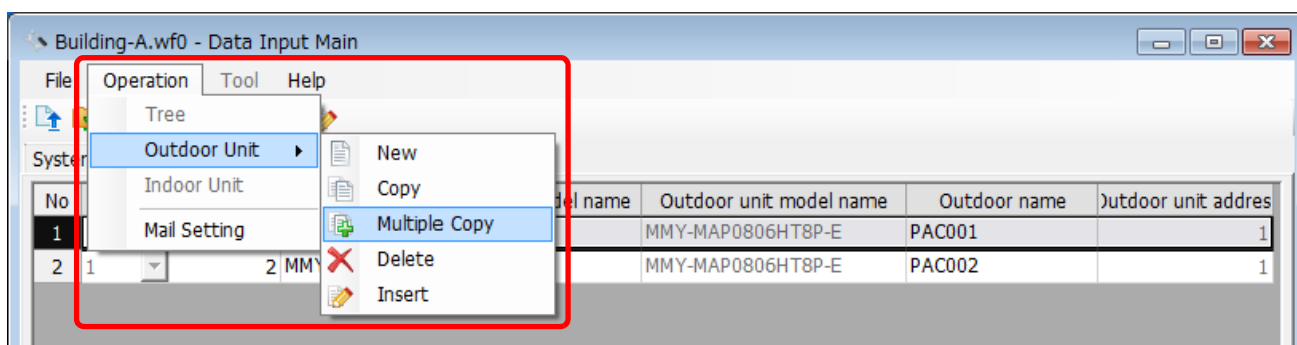 Building-A.wf0 - Data Input Main
File Operation Tool Help
Tree
Outdoor Unit
New
Syste
Indoor Unit
Copy
No
del name Outdoor unit model name Outdoor name Outdoor unit addres
Mail Setting
Multiple Copy
1 MMY-MAP0806HT8P-E PAC001 1
Delete
2 1 2 MMY MMY-MAP0806HT8P-E PAC002 1
Insert